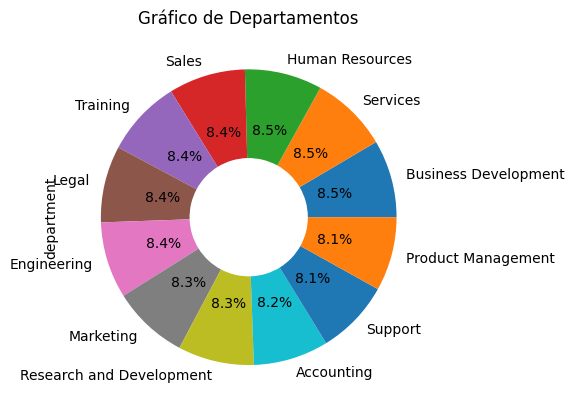 Gráfico de Departamentos
Sales
Human Resources
Training
Services
8.4%
8.5%
8.4%
8.5%
Legal
8.4%
8.5%
Business Development
department
Engineering
8.4%
8.1%
Product Management
8.3%
8.3%
8.2%
8.1%
Marketing
Support
Research and Development
Accounting